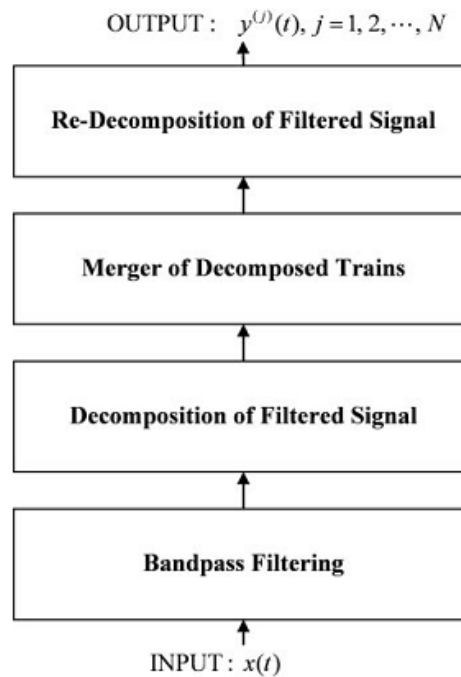 OUTPUT : y^(j)(t), j = 1, 2, ⋯, N
Re-Decomposition of Filtered Signal
Merger of Decomposed Trains
Decomposition of Filtered Signal
Bandpass Filtering
INPUT : x(t)